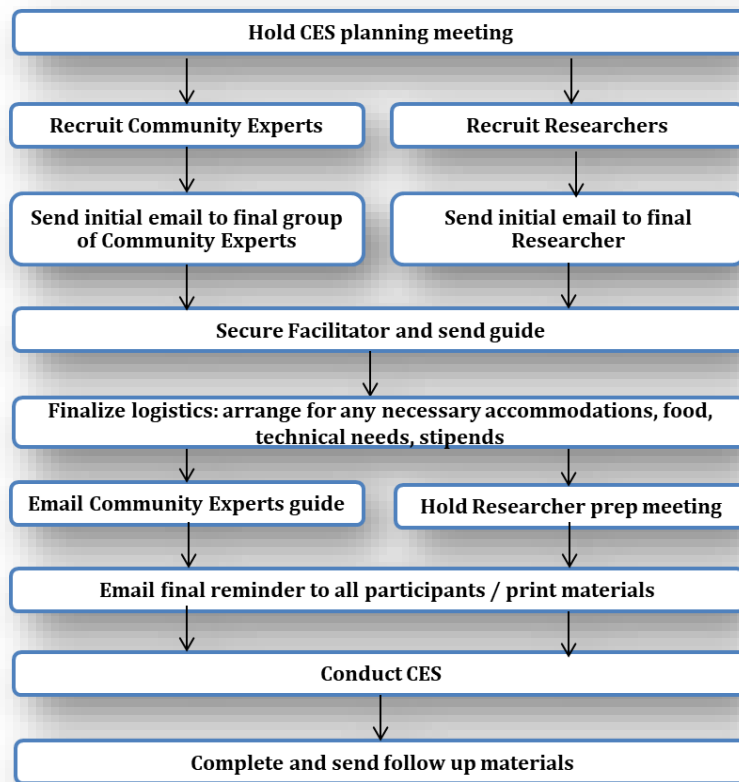 Hold CES planning meeting
Recruit Community Experts
Recruit Researchers
Send initial email to final group
of Community Experts
Send initial email to final
Researcher
Secure Facilitator and send guide
Finalize logistics: arrange for any necessary accommodations, food,
technical needs, stipends
Email Community Experts guide
Hold Researcher prep meeting
Email final reminder to all participants / print materials
Conduct CES
Complete and send follow up materials